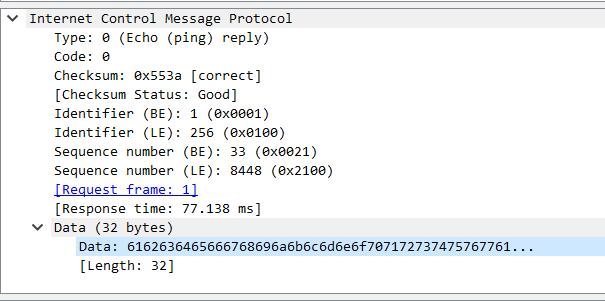 Internet Control Message Protocol
Type: 0 (Echo (ping) reply)
Code: 0
Checksum: 0x553a [correct]
[Checksum Status: Good]
Identifier (BE): 1 (0x0001)
Identifier (LE): 256 (0x0100)
Sequence number (BE): 33 (0x0021)
Sequence number (LE): 8448 (0x2100)
[Request frame: 1]
[Response time: 77.138 ms]
Data (32 bytes)
Data: 6162636465666768696a6b6c6d6e6f7071727374757677​61...
[Length: 32]